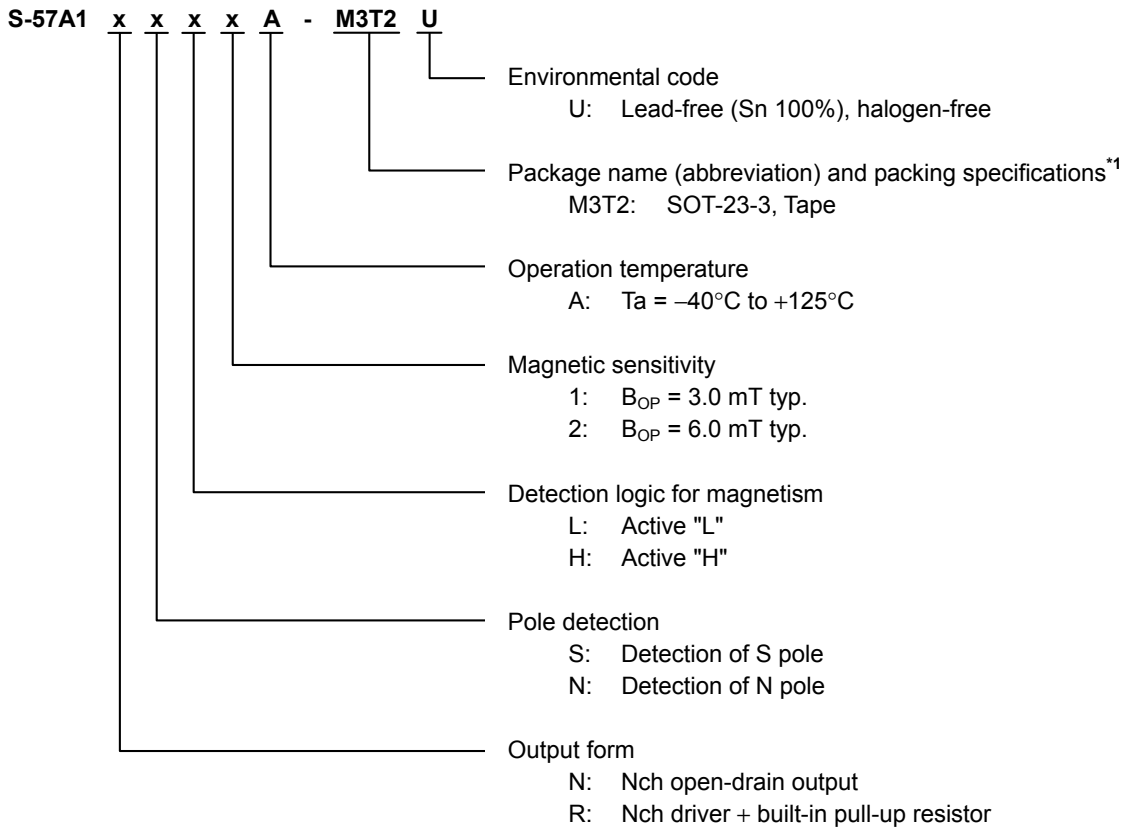 S-57A1 x x x x A - M3T2 U
Environmental code
U: Lead-free (Sn 100%), halogen-free
Package name (abbreviation) and packing specifications*1
M3T2: SOT-23-3, Tape
Operation temperature
A: Ta = −40°C to +125°C
Magnetic sensitivity
1: BOP = 3.0 mT typ.
2: BOP = 6.0 mT typ.
Detection logic for magnetism
L: Active "L"
H: Active "H"
Pole detection
S: Detection of S pole
N: Detection of N pole
Output form
N: Nch open-drain output
R: Nch driver + built-in pull-up resistor